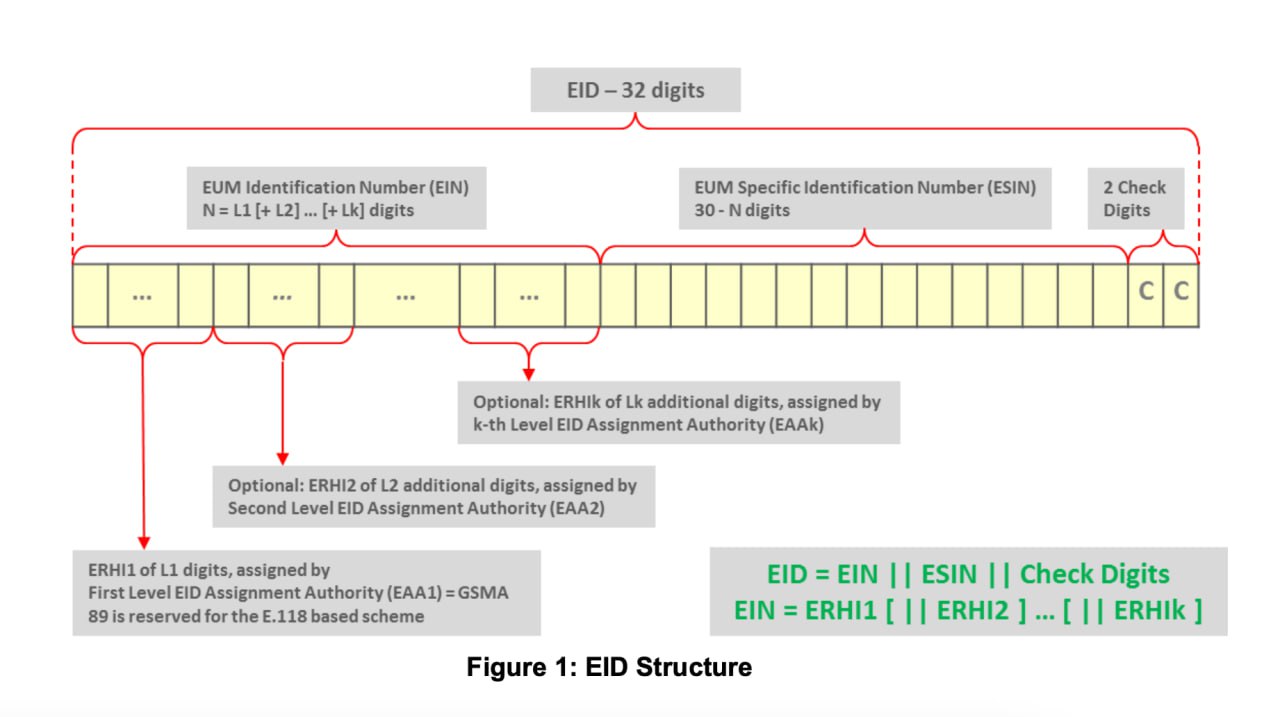 EID – 32 digits
EUM Identification Number (EIN)
N = L1 [+ L2] ... [+ Lk] digits
EUM Specific Identification Number (ESIN)
30 - N digits
2 Check
Digits
...
...
...
...
C
C
Optional: ERHIk of Lk additional digits, assigned by
k-th Level EID Assignment Authority (EAAk)
Optional: ERHI2 of L2 additional digits, assigned by
Second Level EID Assignment Authority (EAA2)
ERHI1 of L1 digits, assigned by
First Level EID Assignment Authority (EAA1) = GSMA
89 is reserved for the E.118 based scheme
EID = EIN || ESIN || Check Digits
EIN = ERHI1 [ || ERHI2 ] ... [ || ERHIk ]
Figure 1: EID Structure